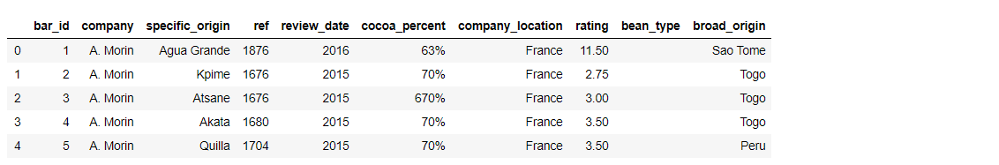 bar_id company specific_origin ref review_date cocoa_percent company_location rating bean_type broad_origin
0 1 A. Morin Agua Grande 1876 2016 63% France 11.50 Sao Tome
1 2 A. Morin Kpime 1676 2015 70% France 2.75 Togo
2 3 A. Morin Atsane 1676 2015 670% France 3.00 Togo
3 4 A. Morin Akata 1680 2015 70% France 3.50 Togo
4 5 A. Morin Quilla 1704 2015 70% France 3.50 Peru